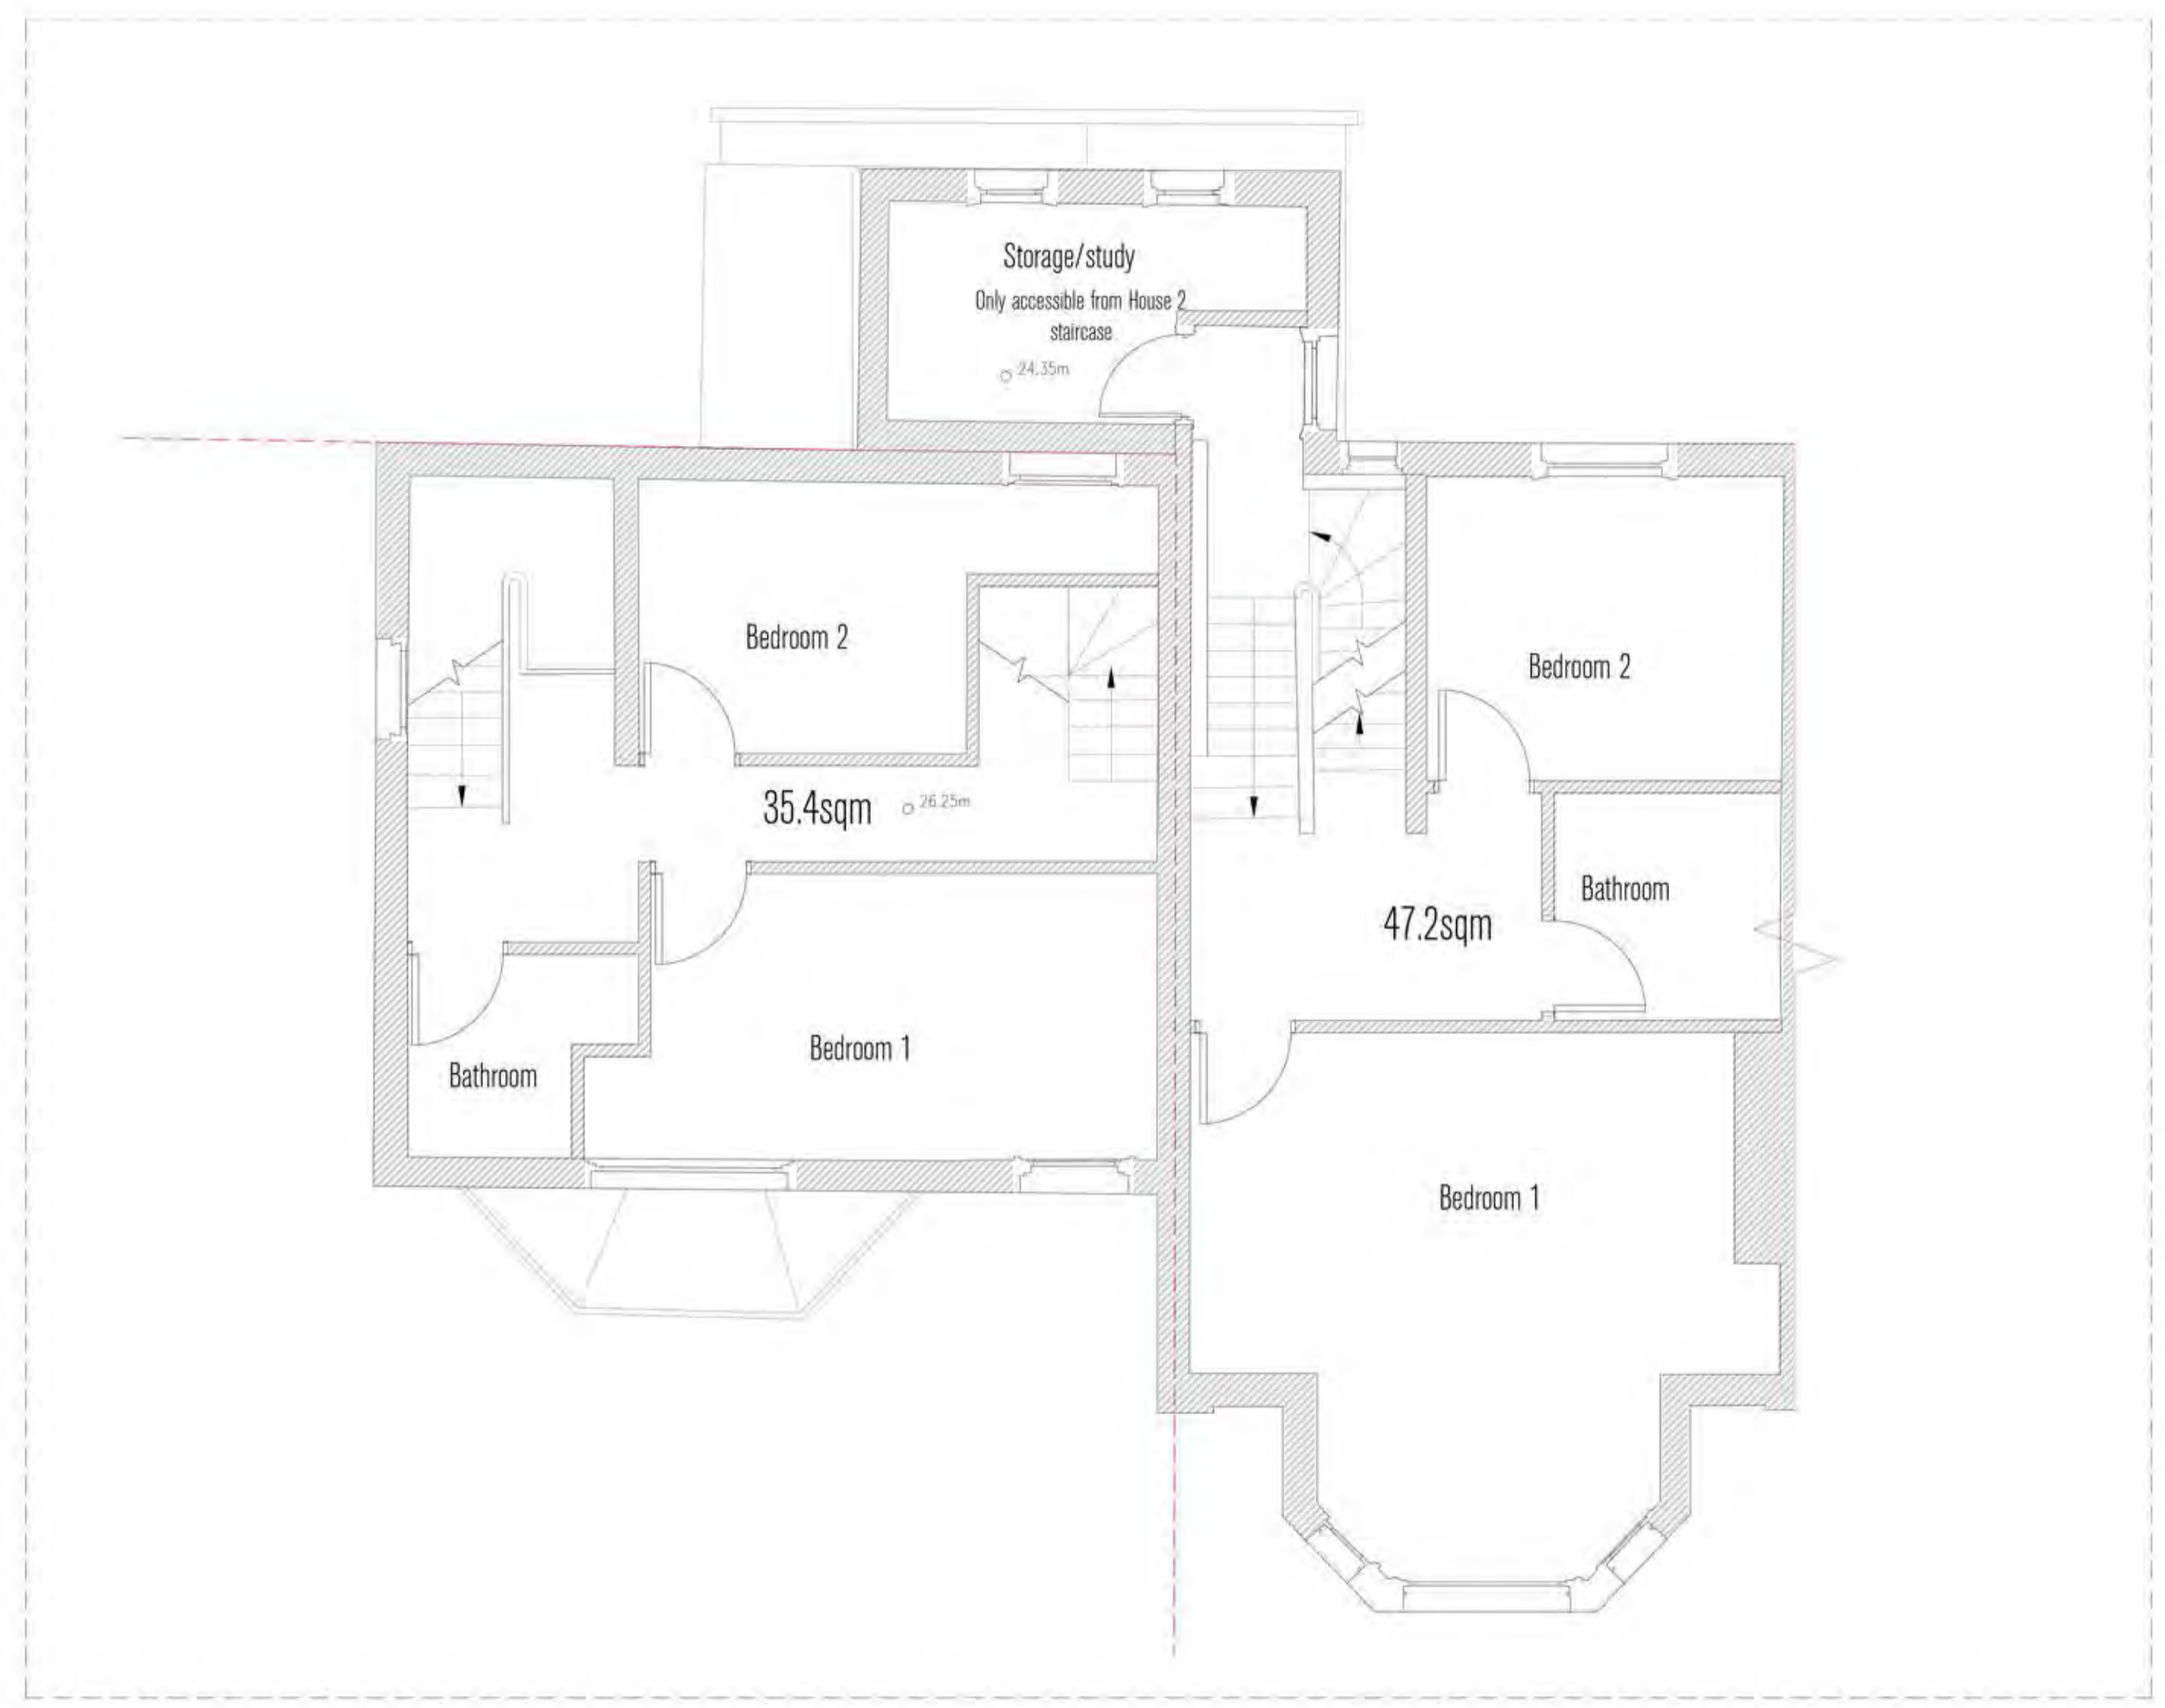 Storage/study
Only accessible from House 2
staircase
24.35m
Bedroom 2
Bedroom 2
35.4sqm
26.25m
Bathroom
47.2sqm
Bedroom 1
Bathroom
Bedroom 1